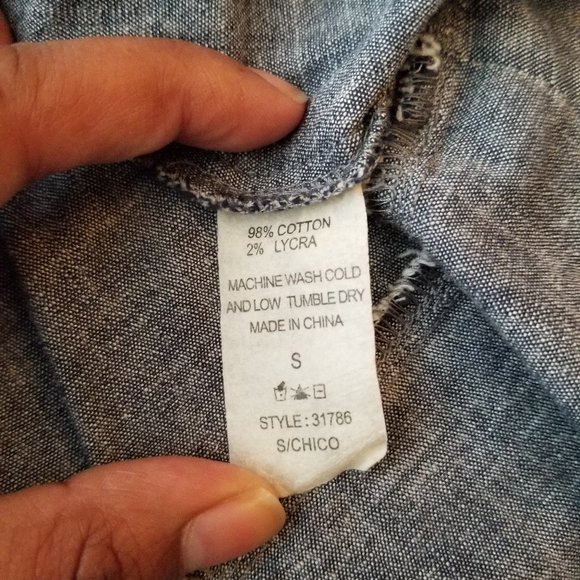 98% COTTON
2% LYCRA
MACHINE WASH COLD
AND LOW TUMBLE DRY
MADE IN CHINA
S
STYLE: 31786
S/CHICO